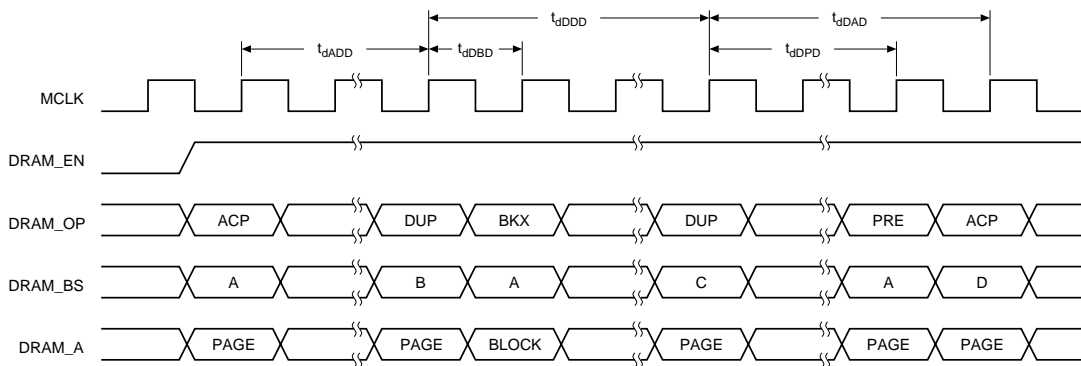 tdDDD tdDAD
tdADD tdDBD tdDPD
MCLK
DRAM_EN
DRAM_OP ACP DUP BKX DUP PRE ACP
DRAM_BS A B A C A D
DRAM_A PAGE PAGE BLOCK PAGE PAGE PAGE